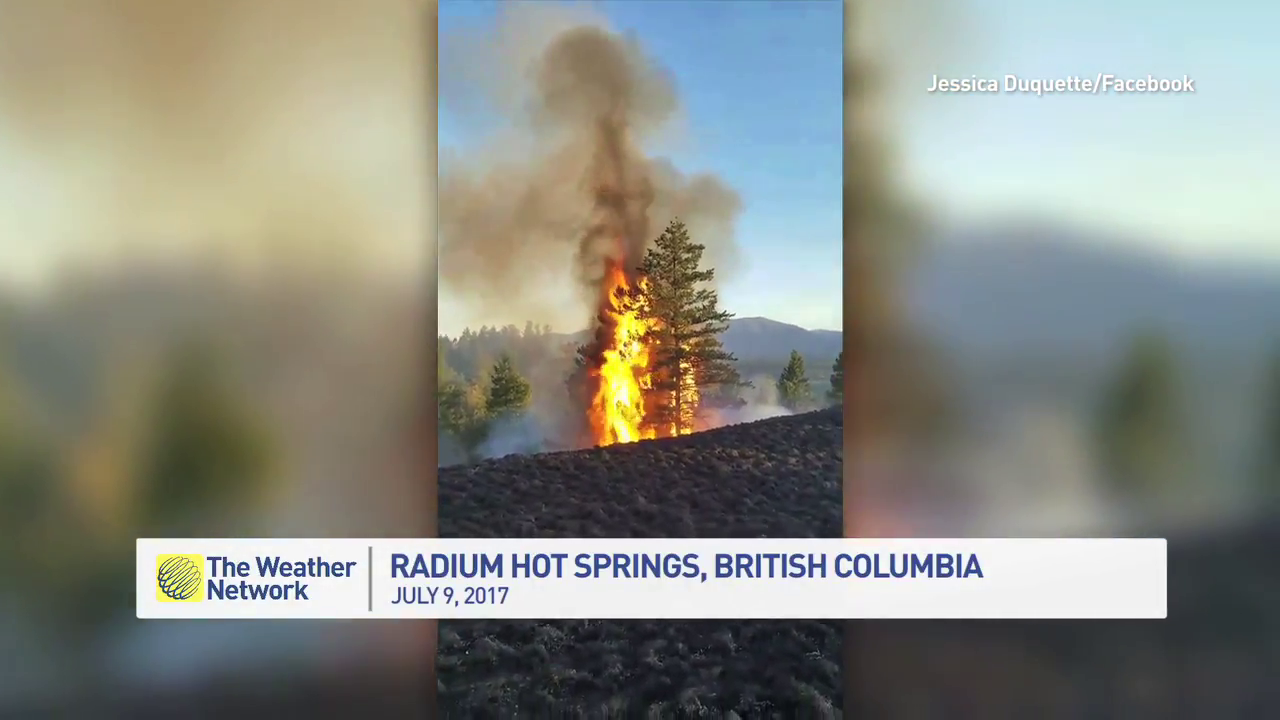 Jessica Duquette/Facebook
The Weather
Network
RADIUM HOT SPRINGS, BRITISH COLUMBIA
JULY 9, 2017